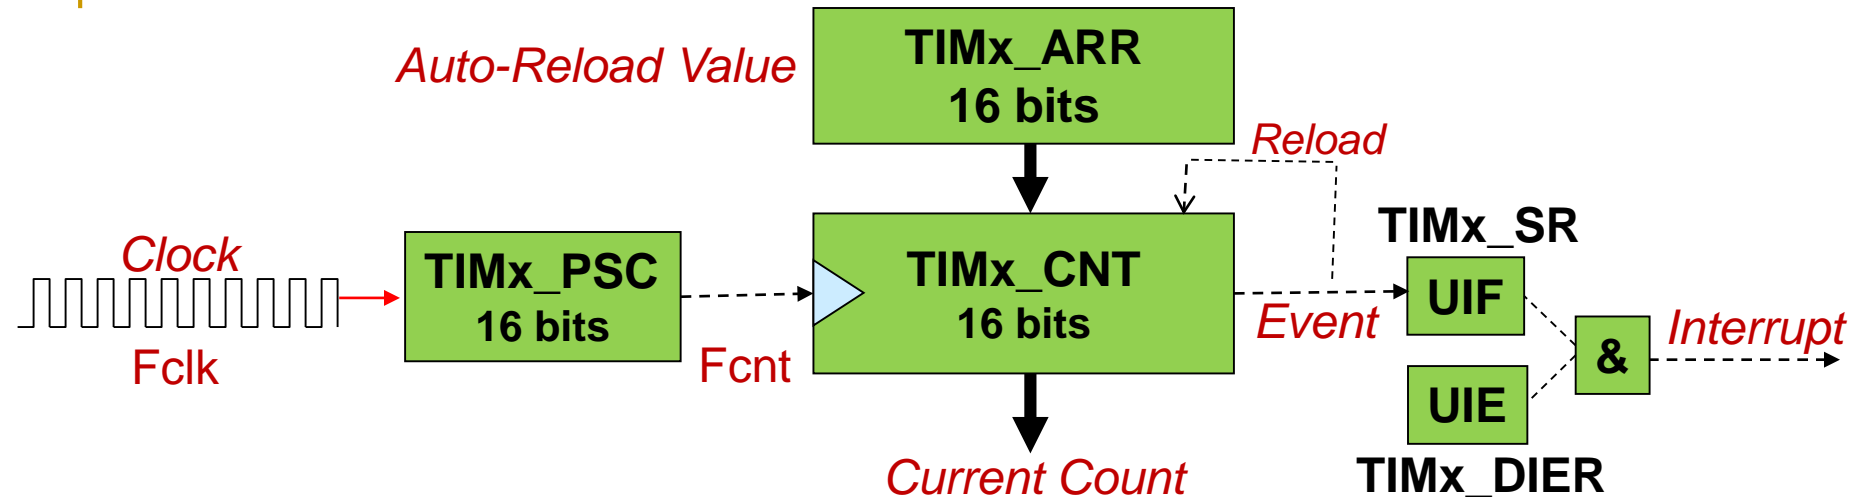 Auto-Reload Value
TIMx_ARR
16 bits
Reload
Clock
Fclk
TIMx_PSC
16 bits
Fcnt
TIMx_CNT
16 bits
Event
TIMx_SR
UIF
UIE
TIMx_DIER
&
Interrupt
Current Count